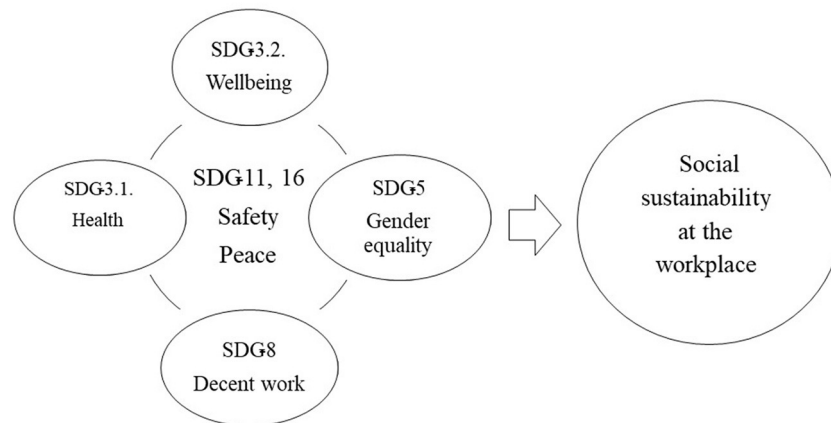 SDG3.2.
Wellbeing
SDG3.1.
Health
SDG11, 16
Safety
Peace
SDG5
Gender
equality
SDG8
Decent work
Social
sustainability
at the
workplace